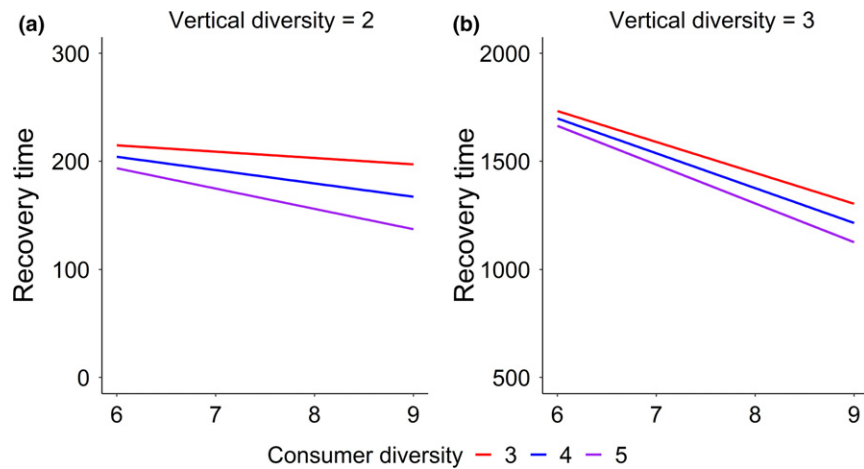 (a) Vertical diversity = 2
300
200
100
0
Recovery time
6 7 8 9
(b) Vertical diversity = 3
2000
1500
1000
500
Recovery time
6 7 8 9
Consumer diversity 3 4 5